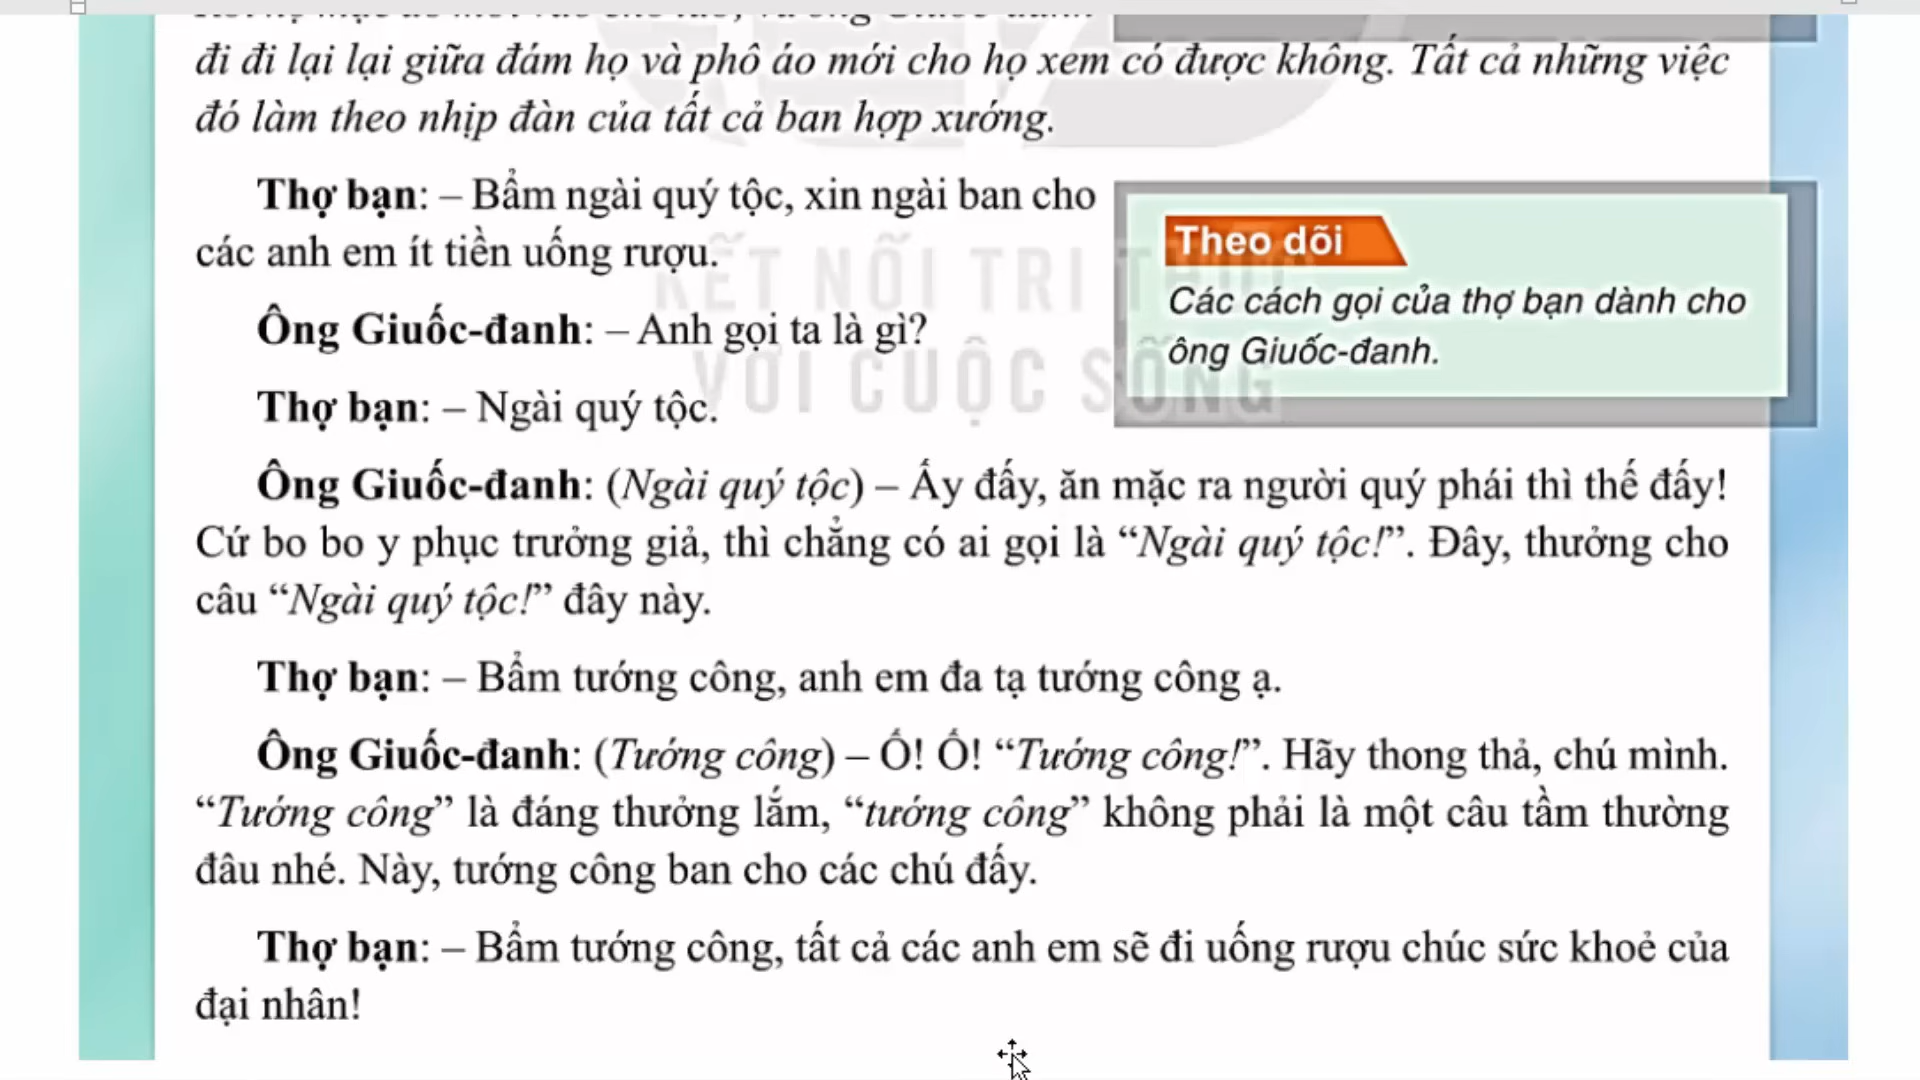 đi đi lại lại giữa đám họ và phô áo mới cho họ xem có được không. Tất cả những việc
đó làm theo nhịp đàn của tất cả ban hợp xướng.
Thợ bạn: – Bẩm ngài quý tộc, xin ngài ban cho
các anh em ít tiền uống rượu.
Theo dõi
Các cách gọi của thợ bạn dành cho
ông Giuốc-đanh.
Ông Giuốc-đanh: – Anh gọi ta là gì?
Thợ bạn: – Ngài quý tộc.
Ông Giuốc-đanh: (Ngài quý tộc) – Ấy đấy, ăn mặc ra người quý phái thì thế đấy!
Cứ bo bo y phục trưởng giả, thì chẳng có ai gọi là “Ngài quý tộc!”. Đây, thưởng cho
câu “Ngài quý tộc!” đây này.
Thợ bạn: – Bẩm tướng công, anh em đa tạ tướng công ạ.
Ông Giuốc-đanh: (Tướng công) – Ố! Ố! “Tướng công!”. Hãy thong thả, chú mình.
“Tướng công” là đáng thưởng lắm, “tướng công” không phải là một câu tầm thường
đâu nhé. Này, tướng công ban cho các chú đấy.
Thợ bạn: – Bẩm tướng công, tất cả các anh em sẽ đi uống rượu chúc sức khoẻ của
đại nhân!
KẾT NỐI TRI THỨC
VỚI CUỘC SỐNG